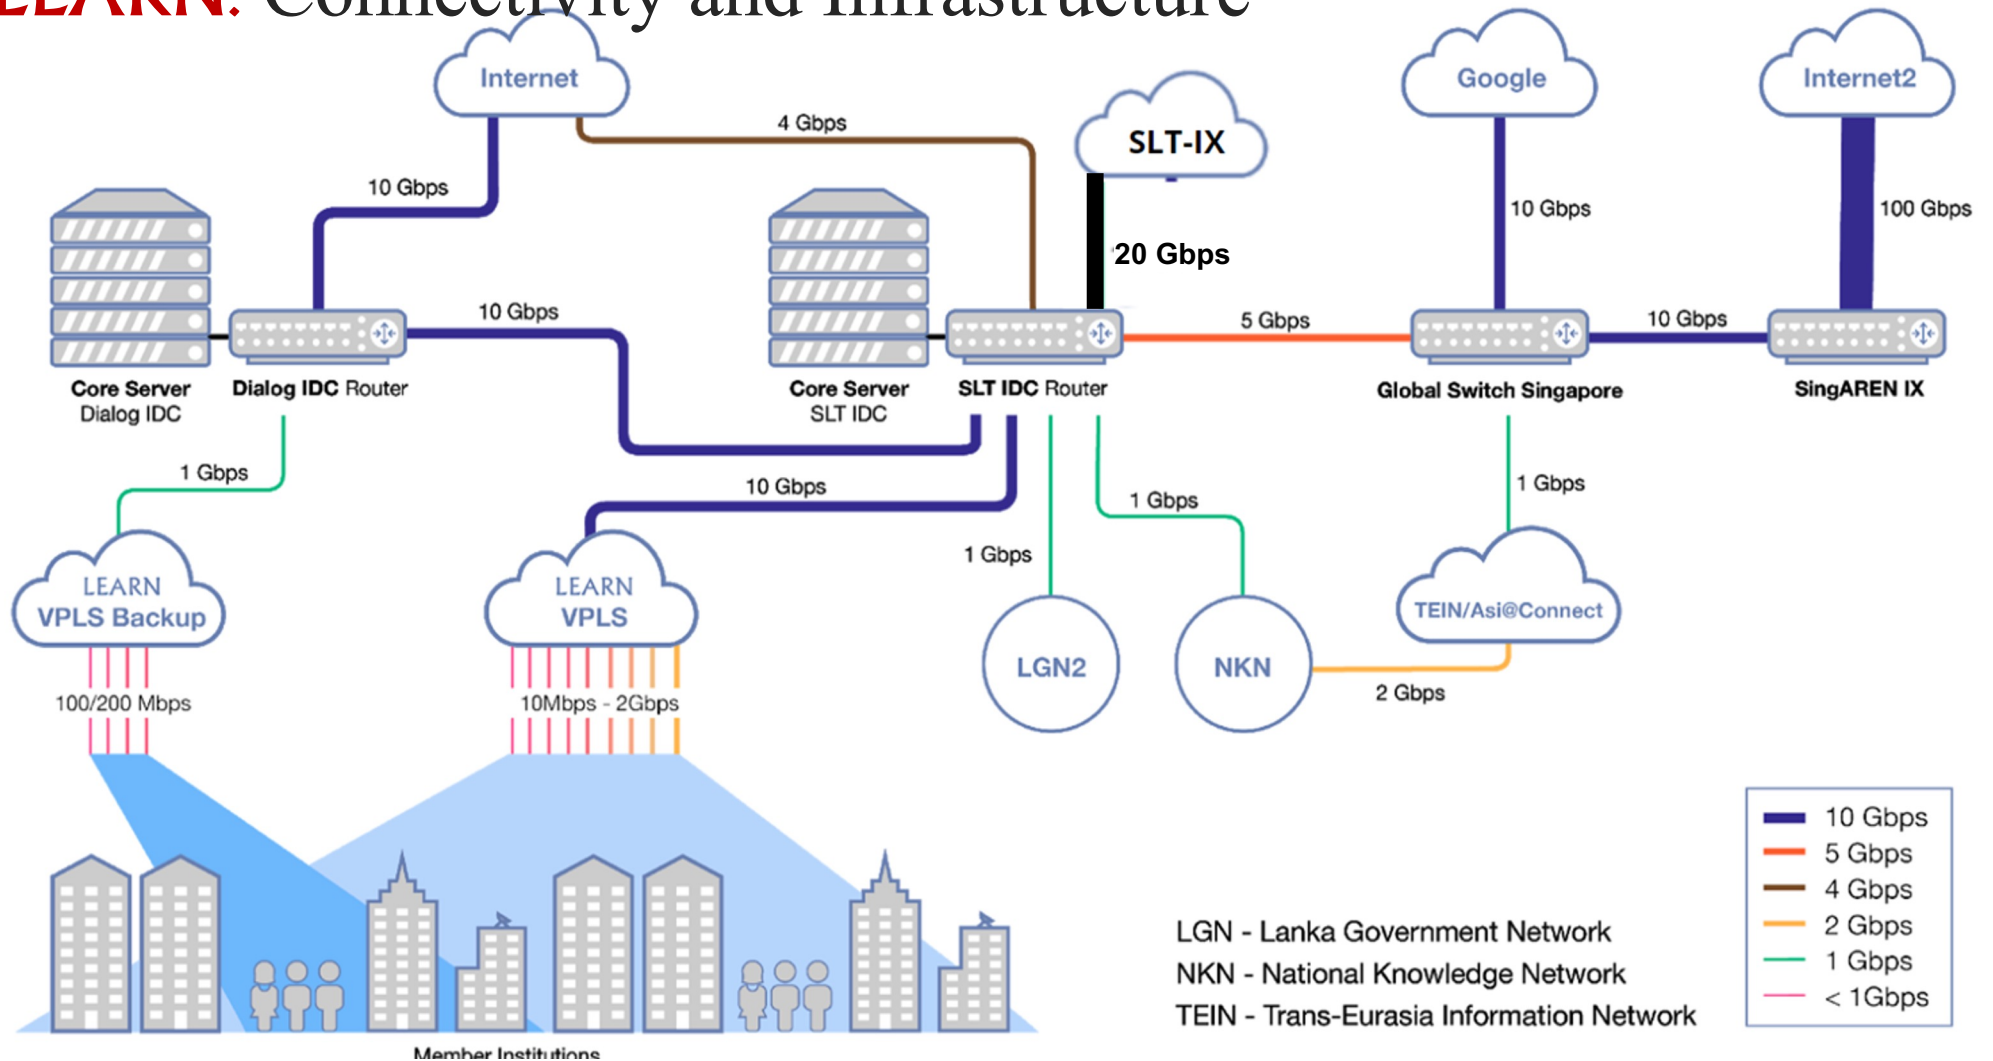 LEARN: Connectivity and Infrastructure
Internet
Google
Internet2
4 Gbps
SLT-IX
10 Gbps
10 Gbps
100 Gbps
20 Gbps
10 Gbps
5 Gbps
10 Gbps
Core Server
Dialog IDC
Dialog IDC Router
Core Server
SLT IDC
SLT IDC Router
Global Switch Singapore
SingAREN IX
1 Gbps
10 Gbps
1 Gbps
1 Gbps
1 Gbps
LEARN
VPLS Backup
LEARN
VPLS
TEIN/Asi@Connect
LGN2
NKN
2 Gbps
100/200 Mbps
10Mbps - 2Gbps
10 Gbps
5 Gbps
4 Gbps
2 Gbps
1 Gbps
< 1Gbps
LGN - Lanka Government Network
NKN - National Knowledge Network
TEIN - Trans-Eurasia Information Network
Member Institutions